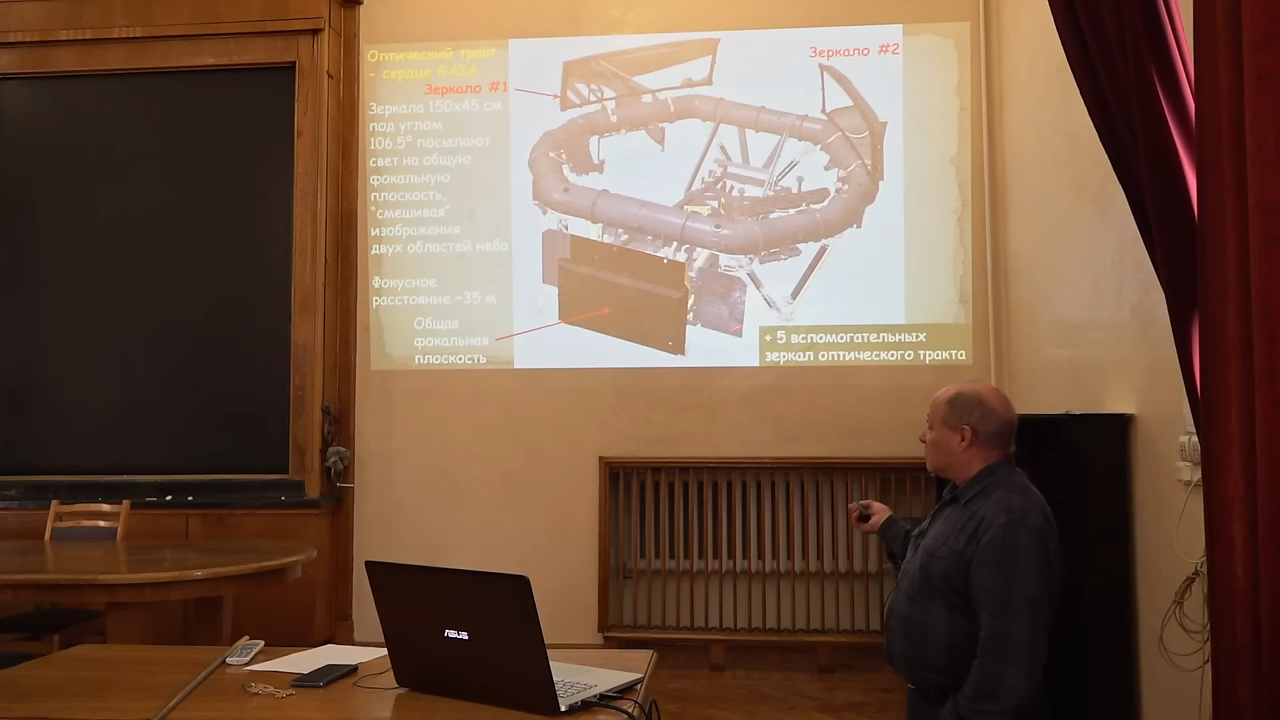 Оптический тракт
- сердце GAIA
Зеркало #1
Зеркало #2
Зеркала 150x45 см
под углом
106.5° посылают
свет на общую
фокальную
плоскость,
"смешивая"
изображения
двух областей неба
Фокусное
расстояние ~35 м
Общая
фокальная
плоскость
+ 5 вспомогательных
зеркал оптического тракта
ASUS